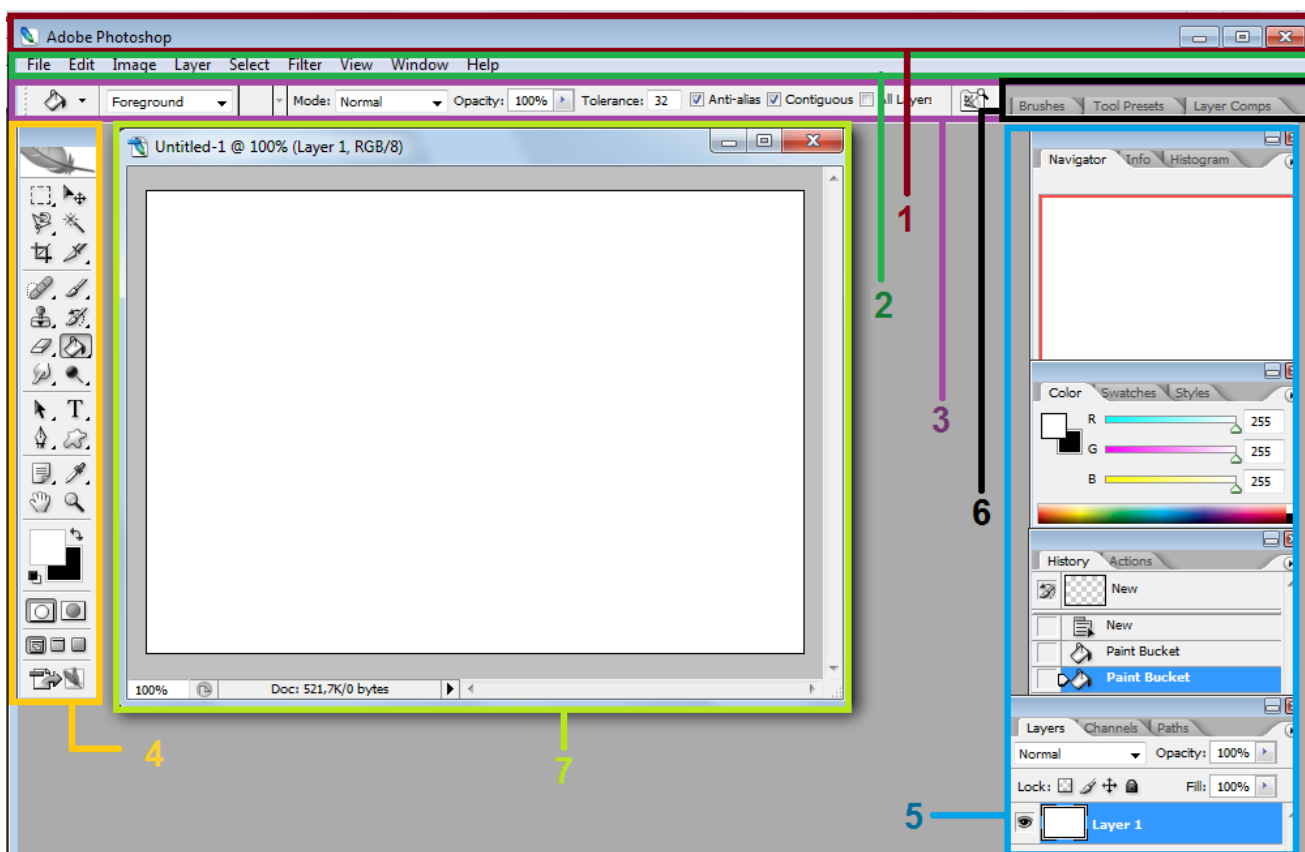 Adobe Photoshop
File Edit Image Layer Select Filter View Window Help
Foreground Mode: Normal Opacity: 100% Tolerance: 32 Anti-alias Contiguous All Layers
Brushes Tool Presets Layer Comps
Untitled-1 @ 100% (Layer 1, RGB/8)
Navigator Info Histogram
1
2
3
Color Swatches Styles
R 255
G 255
B 255
6
T
History Actions
New
New
Paint Bucket
Paint Bucket
100% Doc: 521,7K/0 bytes
Layers Channels Paths
Normal Opacity: 100%
Lock: Fill: 100%
Layer 1
4
7
5